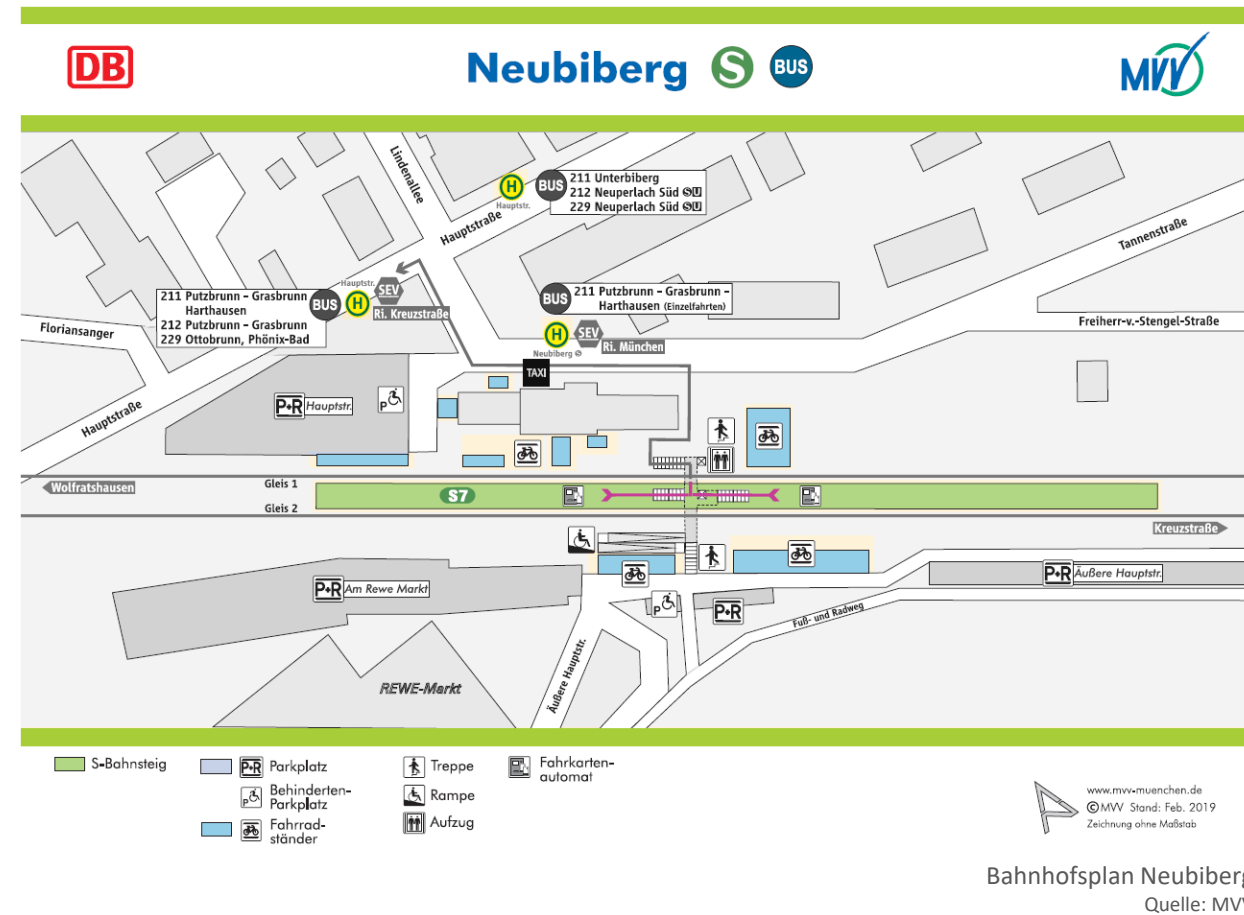 DB
Neubiberg S BUS
MVV
Lindenallee
Hauptstraße
H
Hauptstr.
BUS
211 Unterbiberg
212 Neuperlach Süd S U
229 Neuperlach Süd S U
Tannenstraße
Freiherr-v.-Stengel-Straße
Floriansanger
Hauptstraße
211 Putzbrunn – Grasbrunn
Harthausen
212 Putzbrunn – Grasbrunn
229 Ottobrunn, Phönix-Bad
BUS
Hauptstr.
H
SEV
Ri. Kreuzstraße
BUS
211 Putzbrunn – Grasbrunn –
Harthausen (Einzelfahrten)
H
Neubiberg S
SEV
Ri. München
TAXI
P+R Hauptstr.
P
Wolfratshausen
Gleis 1
S7
Gleis 2
Kreuzstraße
P+R Am Rewe Markt
P
P+R
P+R Äußere Hauptstr.
Fuß- und Radweg
Äußere Hauptstr.
REWE-Markt
S-Bahnsteig
P+R Parkplatz
P Behinderten-
Parkplatz
Fahrrad-
ständer
Treppe
Rampe
Aufzug
Fahrkarten-
automat
www.mvv-muenchen.de
©MVV Stand: Feb. 2019
Zeichnung ohne Maßstab
Bahnhofsplan Neubiberg
Quelle: MVV